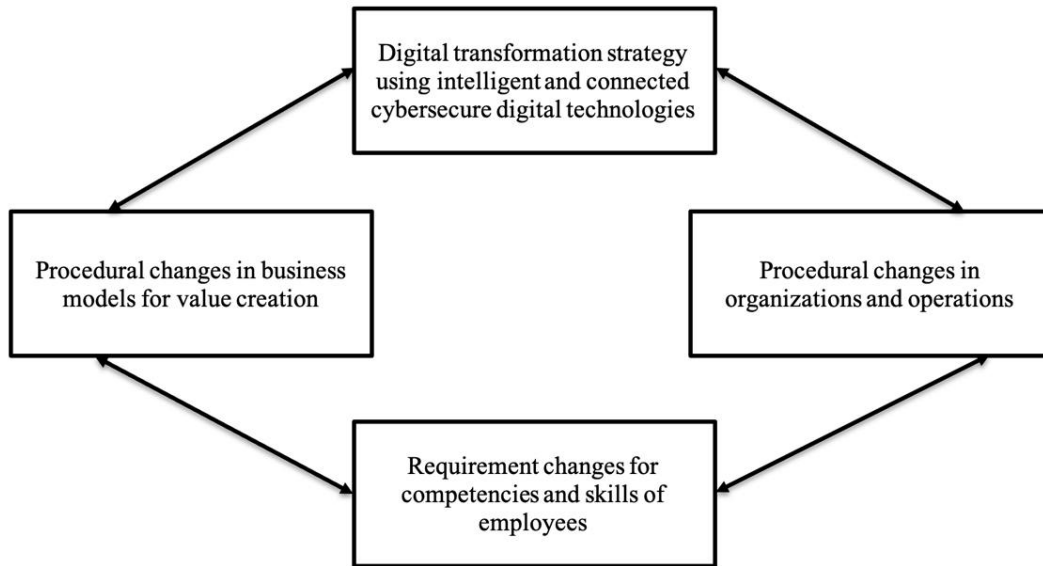 Digital transformation strategy
using intelligent and connected
cybersecure digital technologies
Procedural changes in business
models for value creation
Procedural changes in
organizations and operations
Requirement changes for
competencies and skills of
employees